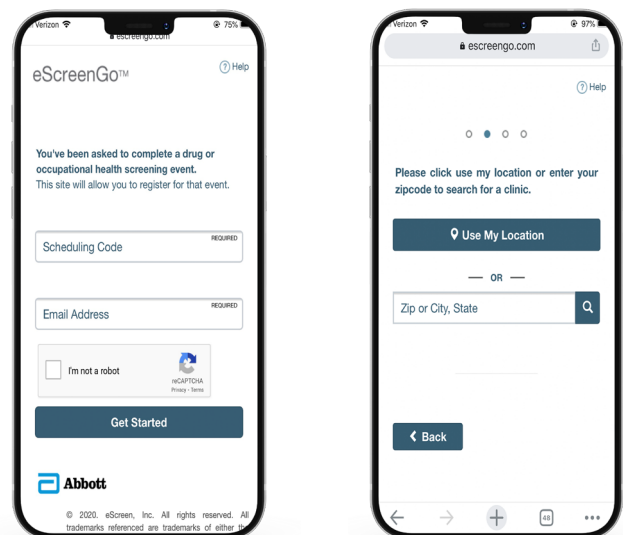 Verizon
75%
escreengo.com
eScreenGo™
? Help
You've been asked to complete a drug or
occupational health screening event.
This site will allow you to register for that event.
REQUIRED
Scheduling Code
REQUIRED
Email Address
I'm not a robot
reCAPTCHA
Privacy - Terms
Get Started
Abbott
© 2020. eScreen, Inc. All rights reserved. All
trademarks referenced are trademarks of either
Verizon
97%
escreengo.com
? Help
Please click use my location or enter your
zipcode to search for a clinic.
Use My Location
OR
Zip or City, State
Back
48